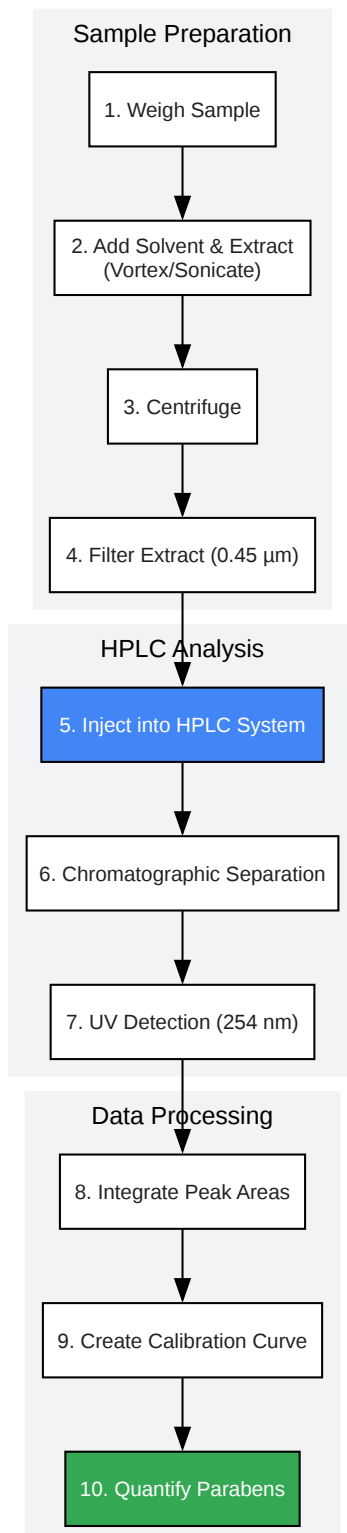 Sample Preparation
1. Weigh Sample
2. Add Solvent & Extract
(Vortex/Sonicate)
3. Centrifuge
4. Filter Extract (0.45 µm)
HPLC Analysis
5. Inject into HPLC System
6. Chromatographic Separation
7. UV Detection (254 nm)
Data Processing
8. Integrate Peak Areas
9. Create Calibration Curve
10. Quantify Parabens